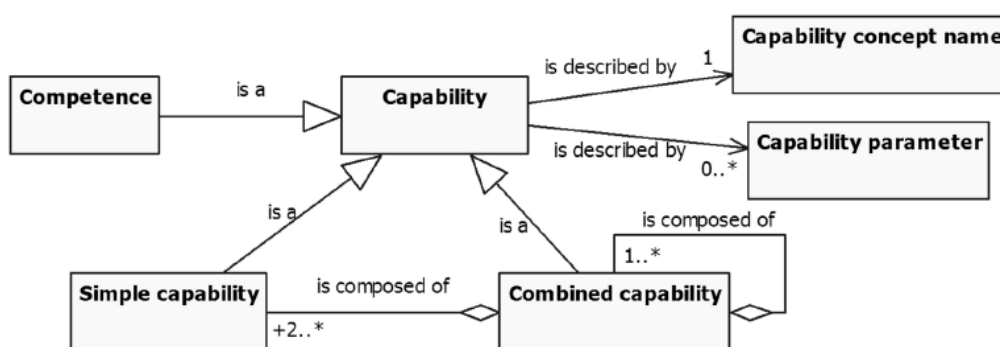 Capability concept name
is described by
1
is a
Competence
Capability
is described by
Capability parameter
0..*
is a
is a
is composed of
1..*
is composed of
Simple capability
Combined capability
+2..*